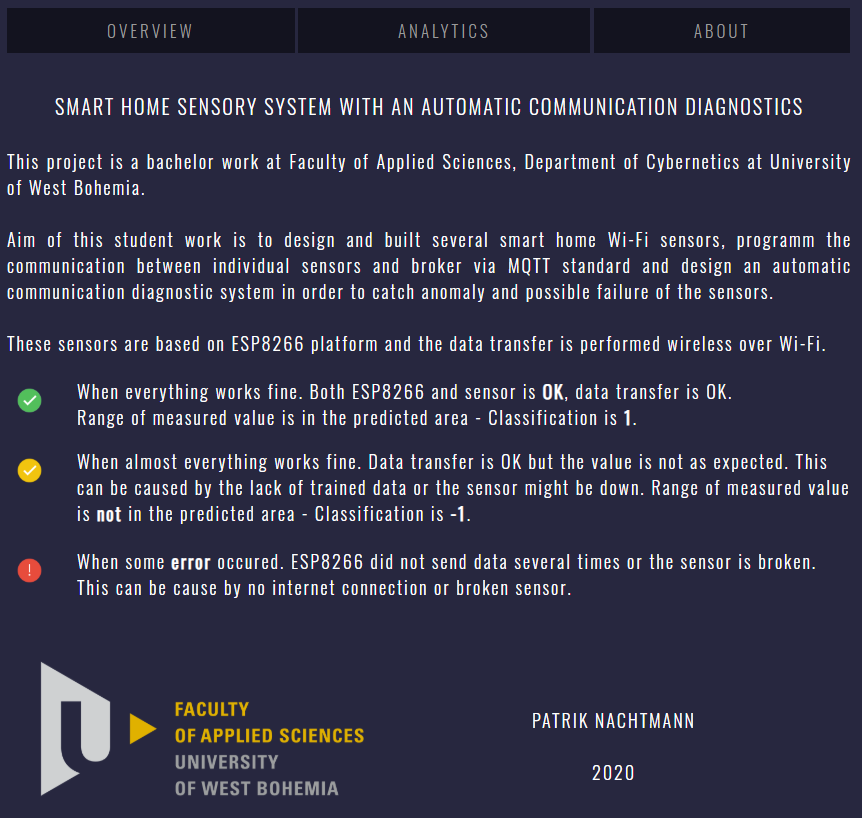 OVERVIEW
ANALYTICS
ABOUT
SMART HOME SENSORY SYSTEM WITH AN AUTOMATIC COMMUNICATION DIAGNOSTICS
This project is a bachelor work at Faculty of Applied Sciences, Department of Cybernetics at University
of West Bohemia.
Aim of this student work is to design and built several smart home Wi-Fi sensors, programm the
communication between individual sensors and broker via MQTT standard and design an automatic
communication diagnostic system in order to catch anomaly and possible failure of the sensors.
These sensors are based on ESP8266 platform and the data transfer is performed wireless over Wi-Fi.
When everything works fine. Both ESP8266 and sensor is OK, data transfer is OK.
Range of measured value is in the predicted area - Classification is 1.
When almost everything works fine. Data transfer is OK but the value is not as expected. This
can be caused by the lack of trained data or the sensor might be down. Range of measured value
is not in the predicted area - Classification is -1.
When some error occured. ESP8266 did not send data several times or the sensor is broken.
This can be cause by no internet connection or broken sensor.
FACULTY
OF APPLIED SCIENCES
UNIVERSITY
OF WEST BOHEMIA
PATRIK NACHTMANN
2020